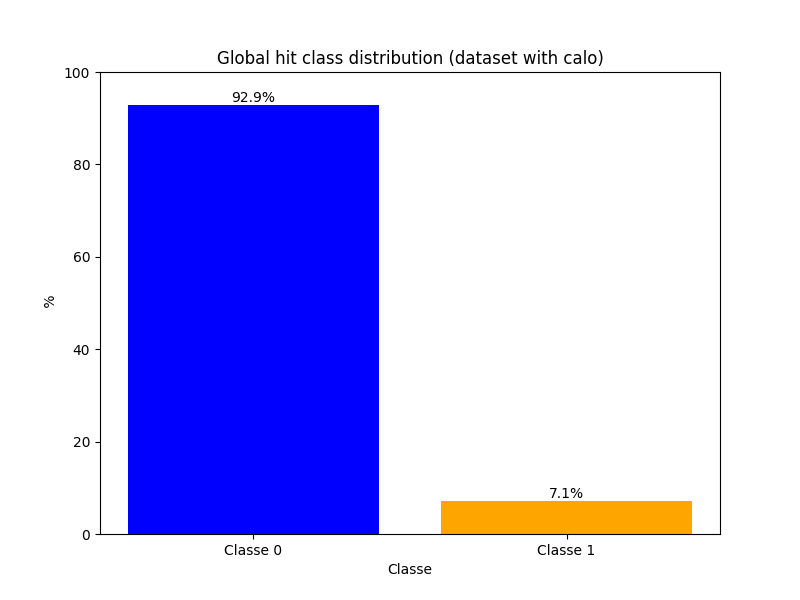 Global hit class distribution (dataset with calo)
100
80
60
40
20
0
%
92.9%
7.1%
Classe 0
Classe 1
Classe